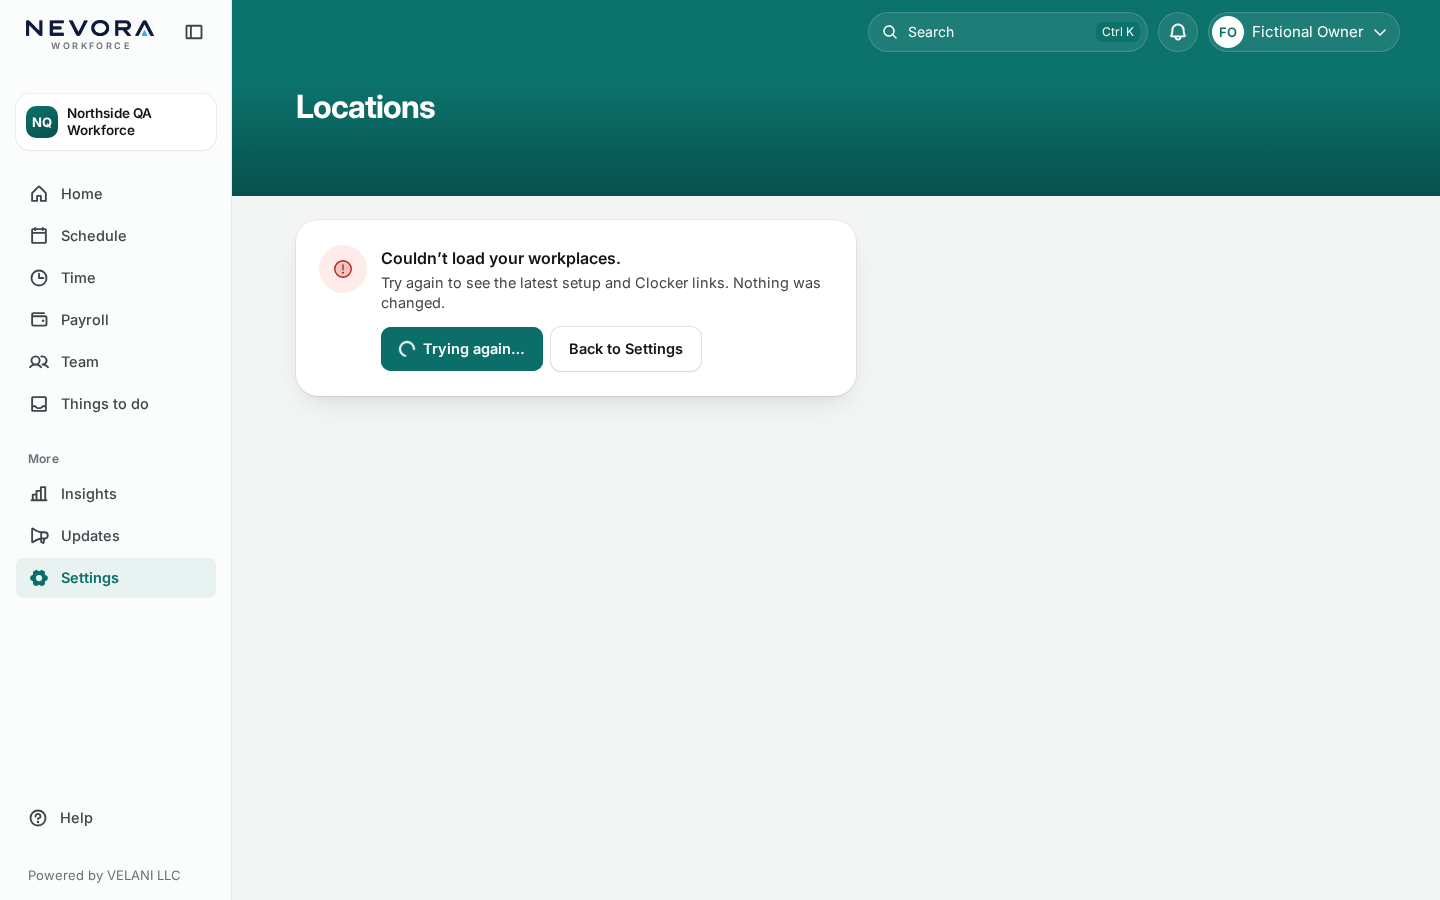 NEVORA
WORKFORCE
Search
Ctrl K
FO
Fictional Owner
NQ
Northside QA
Workforce
Locations
Home
Schedule
Time
Payroll
Team
Things to do
More
Insights
Updates
Settings
Couldn’t load your workplaces.
Try again to see the latest setup and Clocker links. Nothing was
changed.
Trying again...
Back to Settings
Help
Powered by VELANI LLC